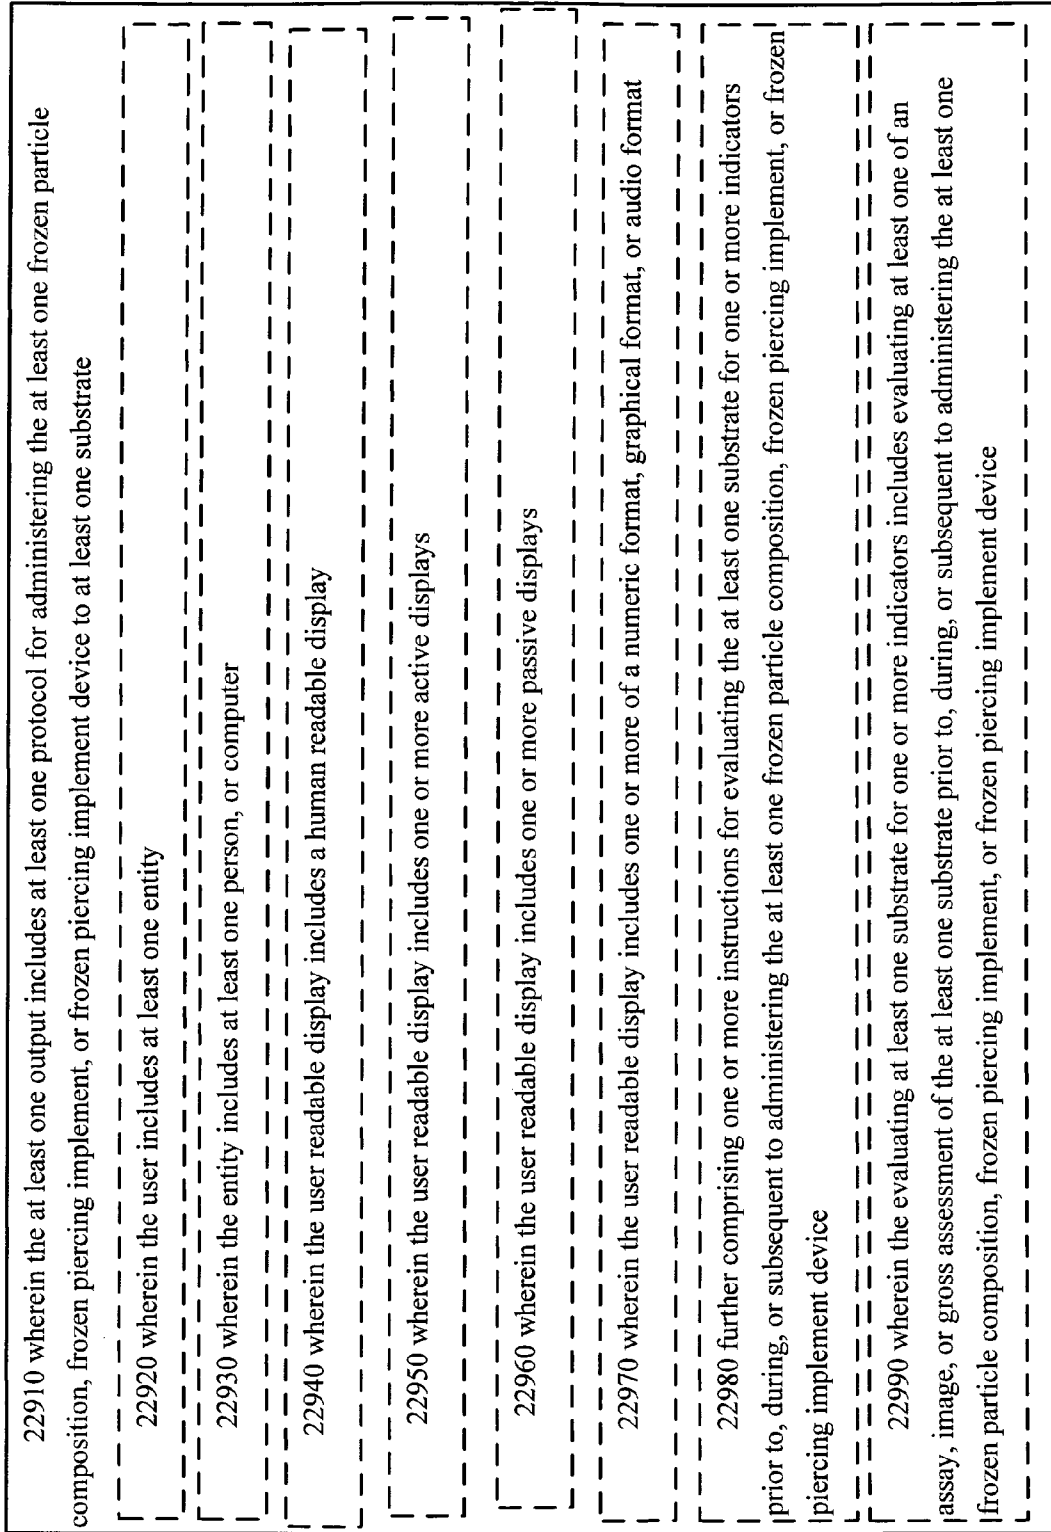 22910 wherein the at least one output includes at least one protocol for administering the at least one frozen particle
composition, frozen piercing implement, or frozen piercing implement device to at least one substrate
22920 wherein the user includes at least one entity
22930 wherein the entity includes at least one person, or computer
22940 wherein the user readable display includes a human readable display
22950 wherein the user readable display includes one or more active displays
22960 wherein the user readable display includes one or more passive displays
22970 wherein the user readable display includes one or more of a numeric format, graphical format, or audio format
22980 further comprising one or more instructions for evaluating the at least one substrate for one or more indicators
prior to, during, or subsequent to administering the at least one frozen particle composition, frozen piercing implement, or frozen
piercing implement device
22990 wherein the evaluating at least one substrate for one or more indicators includes evaluating at least one of an
assay, image, or gross assessment of the at least one substrate prior to, during, or subsequent to administering the at least one
frozen particle composition, frozen piercing implement, or frozen piercing implement device